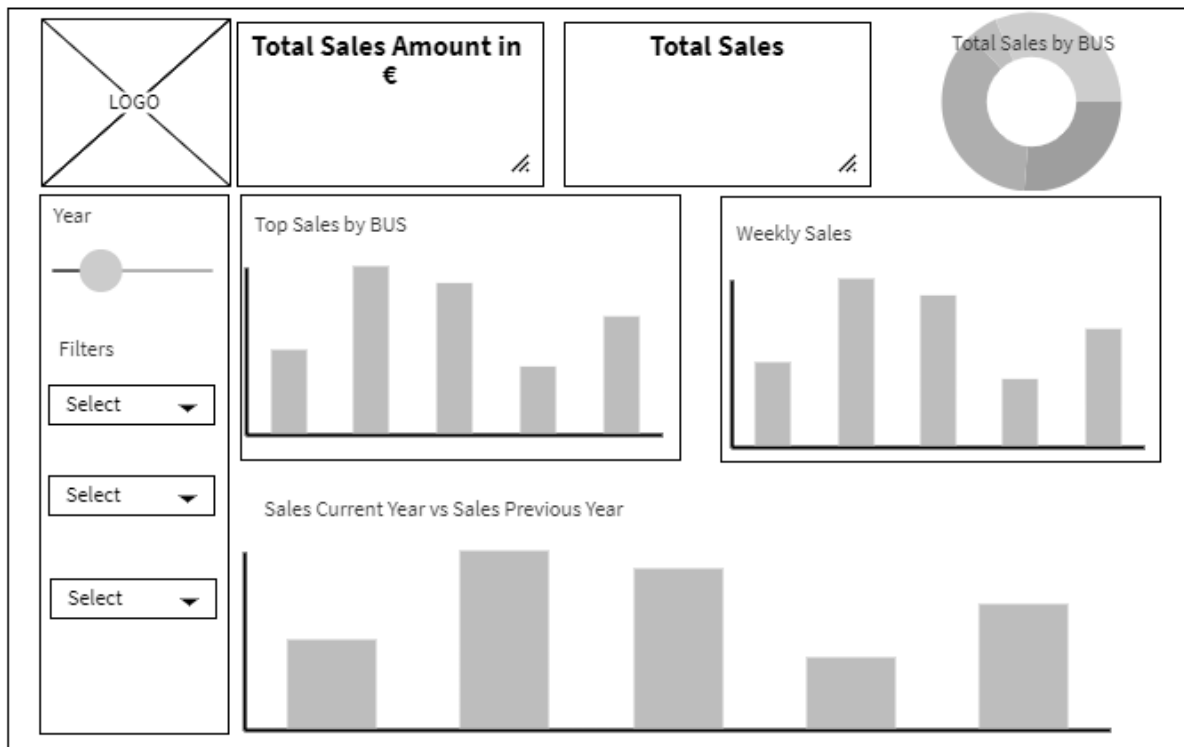 LOGO
Total Sales Amount in
€
Total Sales
Total Sales by BUS
Year
Filters
Select
Select
Select
Top Sales by BUS
Weekly Sales
Sales Current Year vs Sales Previous Year